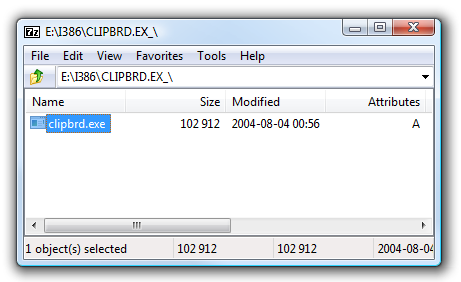 7z E:\I386\CLIPBRD.EX_\
File Edit View Favorites Tools Help
E:\I386\CLIPBRD.EX_\
Name Size Modified Attributes
clipbrd.exe 102 912 2004-08-04 00:56 A
1 object(s) selected 102 912 102 912 2004-08-04